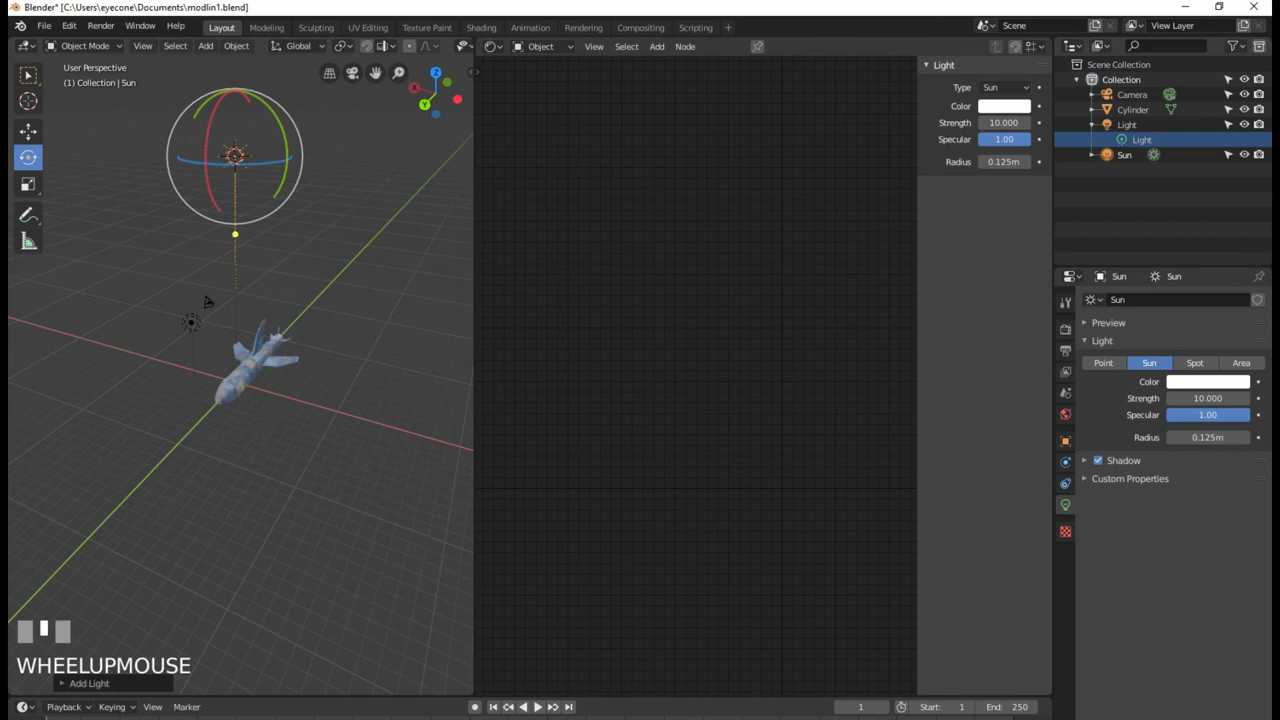 Blender* [C:\Users\eyecone\Documents\modlin1.blend]
File Edit Render Window Help Layout Modeling Sculpting UV Editing Texture Paint Shading Animation Rendering Compositing Scripting + Scene View Layer
Object Mode View Select Add Object Global Object View Select Add Node
User Perspective
(1) Collection | Sun
X
Y
Z
Light
Type Sun
Color
Strength 10.000
Specular 1.00
Radius 0.125m
Scene Collection
Collection
Camera
Cylinder
Light
Light
Sun
Sun Sun
Sun
Preview
Light
Point Sun Spot Area
Color
Strength 10.000
Specular 1.00
Radius 0.125m
Shadow
Custom Properties
WHEELUPMOUSE
Add Light
Playback Keying View Marker 1 Start: 1 End: 250